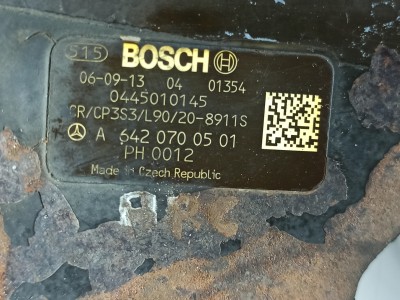 515 BOSCH
06-09-13 04 01354
0445010145
CR/CP3S3/L90/20-8911S
A 642 070 05 01
PH 0012
Made in Czech Republic